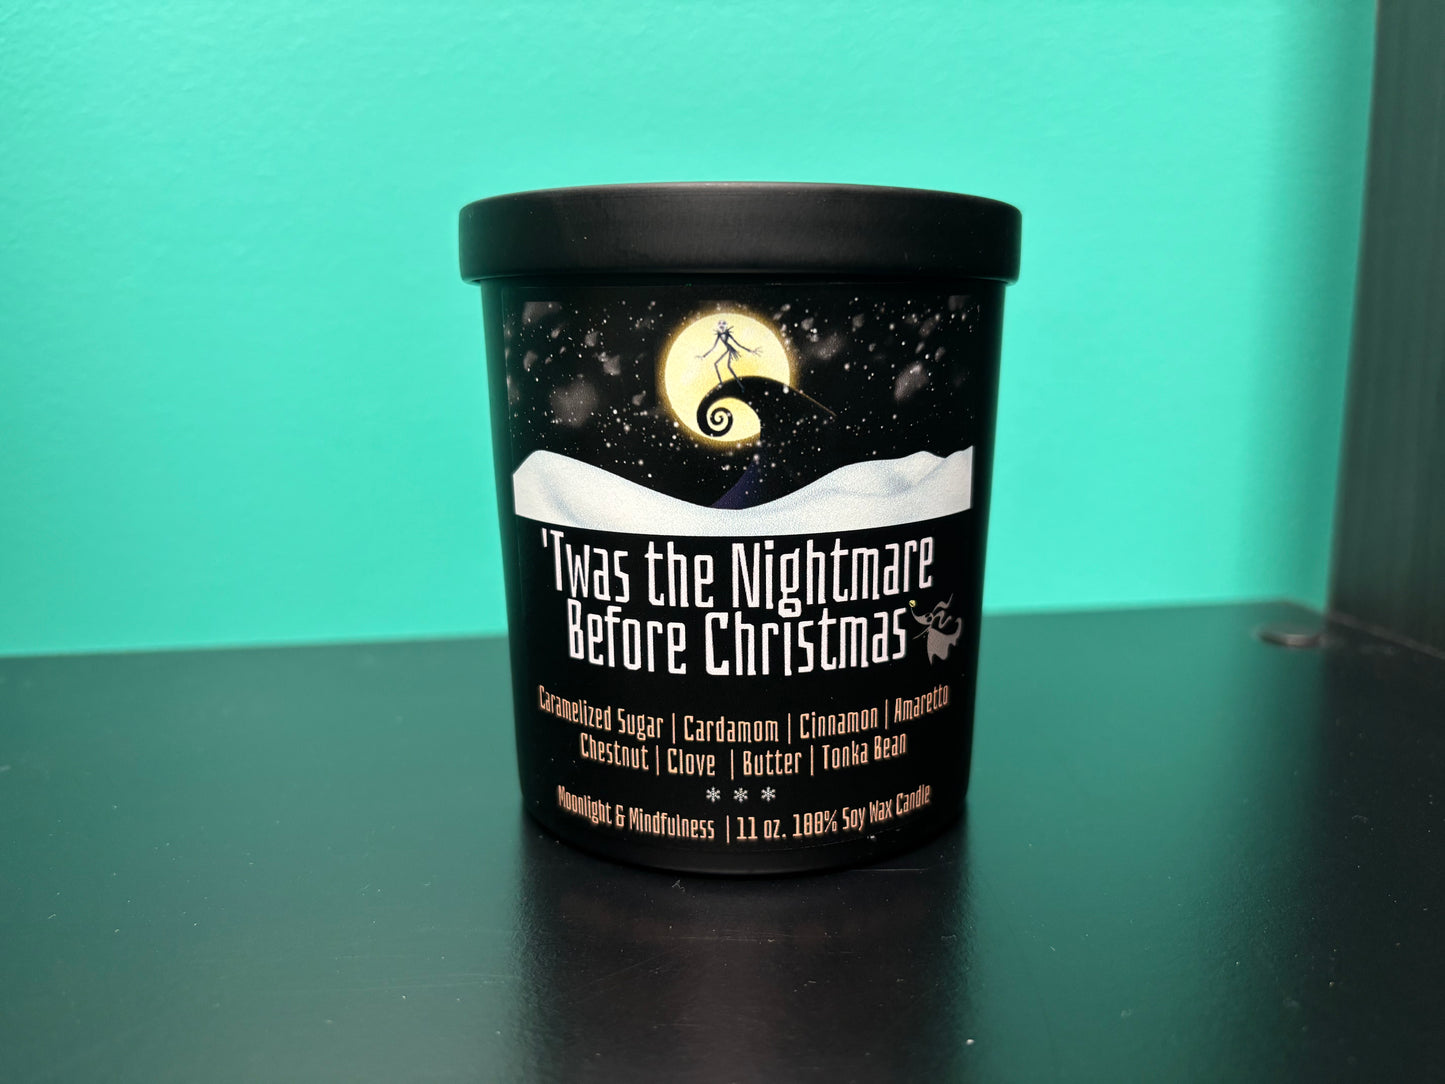 'Twas the Nightmare
Before Christmas
Caramelized Sugar | Cardamom | Cinnamon | Amaretto
Chestnut | Clove | Butter | Tonka Bean
Moonlight & Mindfulness | 11 oz. 100% Soy Wax Candle